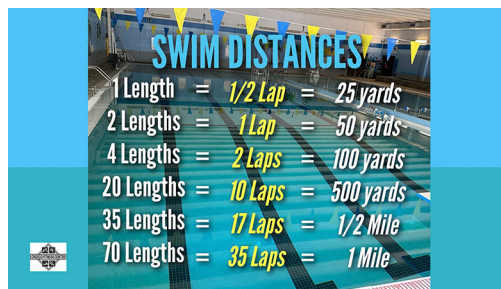 SWIM DISTANCES
1 Length = 1/2 Lap = 25 yards
2 Lengths = 1 Lap = 50 yards
4 Lengths = 2 Laps = 100 yards
20 Lengths = 10 Laps = 500 yards
35 Lengths = 17 Laps = 1/2 Mile
70 Lengths = 35 Laps = 1 Mile